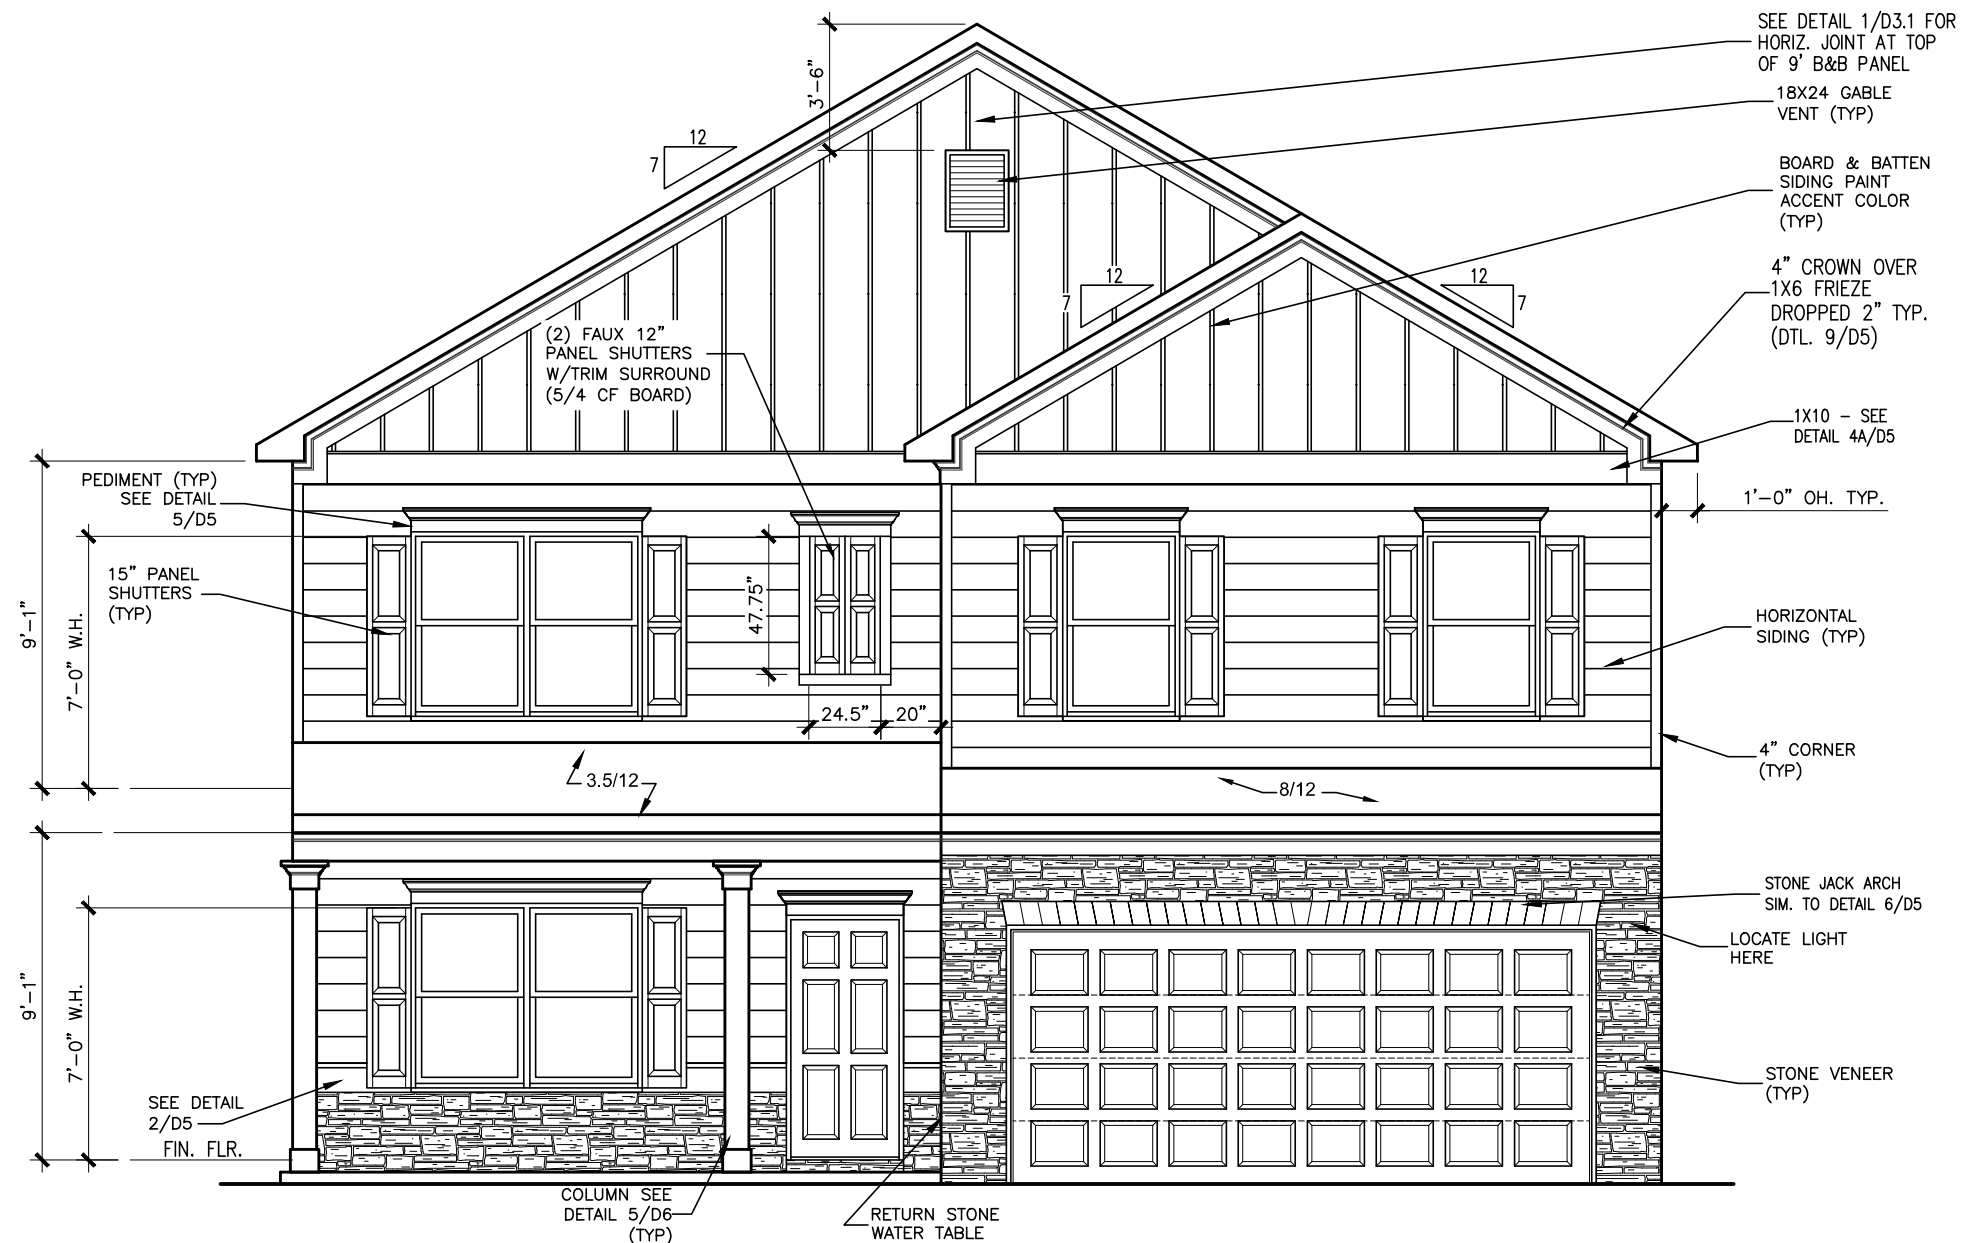 SEE DETAIL 1/D3.1 FOR
HORIZ. JOINT AT TOP
OF 9' B&B PANEL
3'-6"
18X24 GABLE
VENT (TYP)
12
7
BOARD & BATTEN
SIDING PAINT
ACCENT COLOR
(TYP)
12
7
12
7
4" CROWN OVER
1X6 FRIEZE
DROPPED 2" TYP.
(DTL. 9/D5)
(2) FAUX 12"
PANEL SHUTTERS
W/TRIM SURROUND
(5/4 CF BOARD)
1X10 - SEE
DETAIL 4A/D5
PEDIMENT (TYP)
SEE DETAIL
5/D5
1'-0" OH. TYP.
15" PANEL
SHUTTERS
(TYP)
9'-1"
7'-0" W.H.
47.75"
HORIZONTAL
SIDING (TYP)
24.5"
20"
4" CORNER
(TYP)
3.5/12
8/12
STONE JACK ARCH
SIM. TO DETAIL 6/D5
LOCATE LIGHT
HERE
9'-1"
7'-0" W.H.
STONE VENEER
(TYP)
SEE DETAIL
2/D5
FIN. FLR.
COLUMN SEE
DETAIL 5/D6
(TYP)
RETURN STONE
WATER TABLE